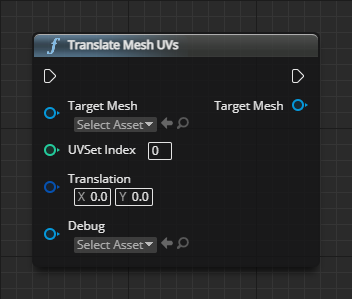 f Translate Mesh UVs
Target Mesh
Select Asset
Target Mesh
UVSet Index 0
Translation
X 0.0 Y 0.0
Debug
Select Asset